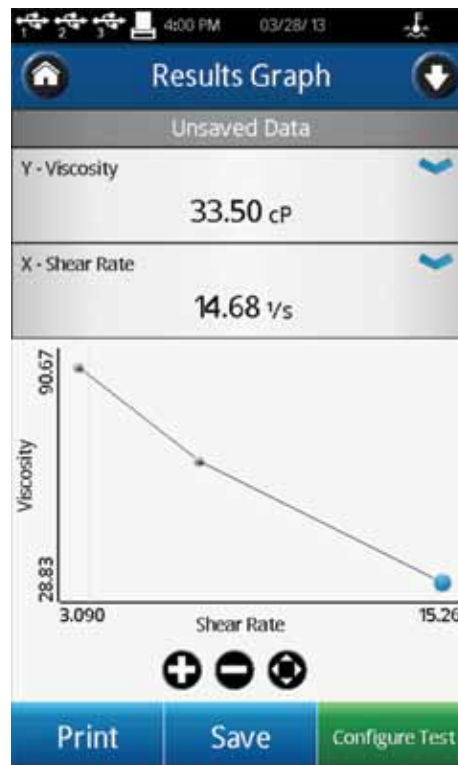 1 2 3 4:00 PM 03/28/13
Results Graph
Unsaved Data
Y - Viscosity
33.50 cP
X - Shear Rate
14.68 1/s
90.67
Viscosity
28.83
3.090
Shear Rate
15.26
Print
Save
Configure Test